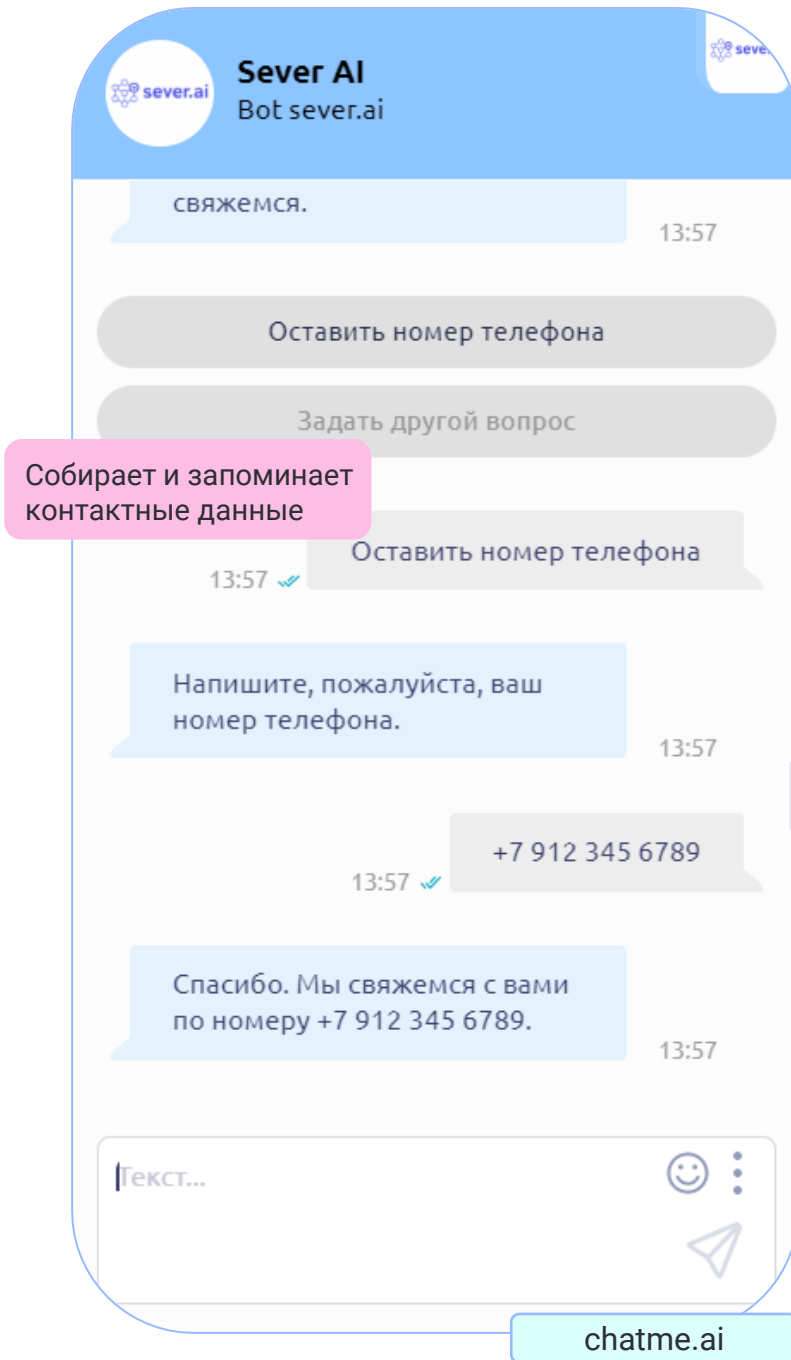 Sever AI
Bot sever.ai
sever.ai
свяжемся.
13:57
Оставить номер телефона
Задать другой вопрос
Собирает и запоминает
контактные данные
Оставить номер телефона
13:57
Напишите, пожалуйста, ваш
номер телефона.
13:57
+7 912 345 6789
13:57
Спасибо. Мы свяжемся с вами
по номеру +7 912 345 6789.
13:57
Текст...
chatme.ai